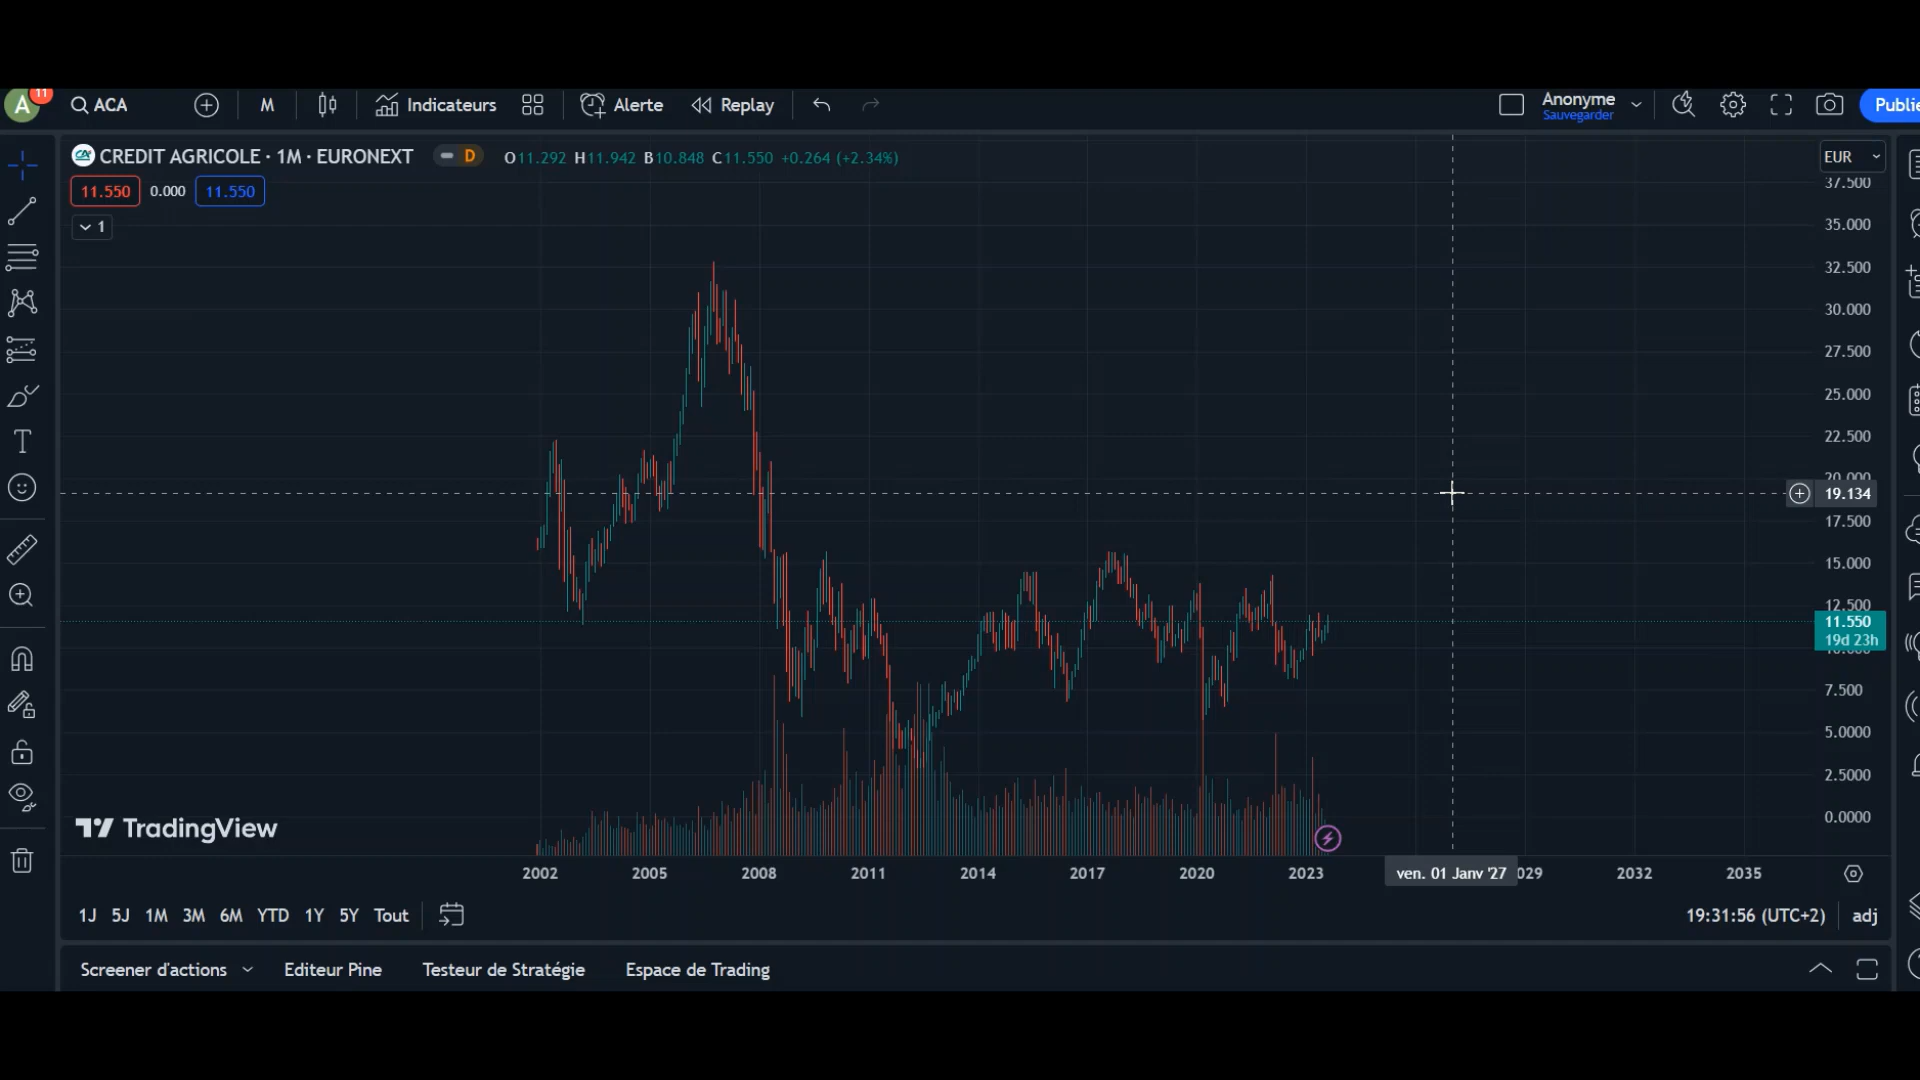 A 11 ACA M Indicateurs Alerte Replay Anonyme Sauvegarder Publie
CREDIT AGRICOLE · 1M · EURONEXT D O11.292 H11.942 B10.848 C11.550 +0.264 (+2.34%) EUR
11.550 0.000 11.550
1
37.500
35.000
32.500
30.000
27.500
25.000
22.500
20.000
19.134
17.500
15.000
12.500
11.550
19d 23h
10.000
7.500
5.0000
2.5000
0.0000
TradingView
2002 2005 2008 2011 2014 2017 2020 2023 ven. 01 Janv '27 029 2032 2035
1J 5J 1M 3M 6M YTD 1Y 5Y Tout 19:31:56 (UTC+2) adj
Screener d'actions Editeur Pine Testeur de Stratégie Espace de Trading